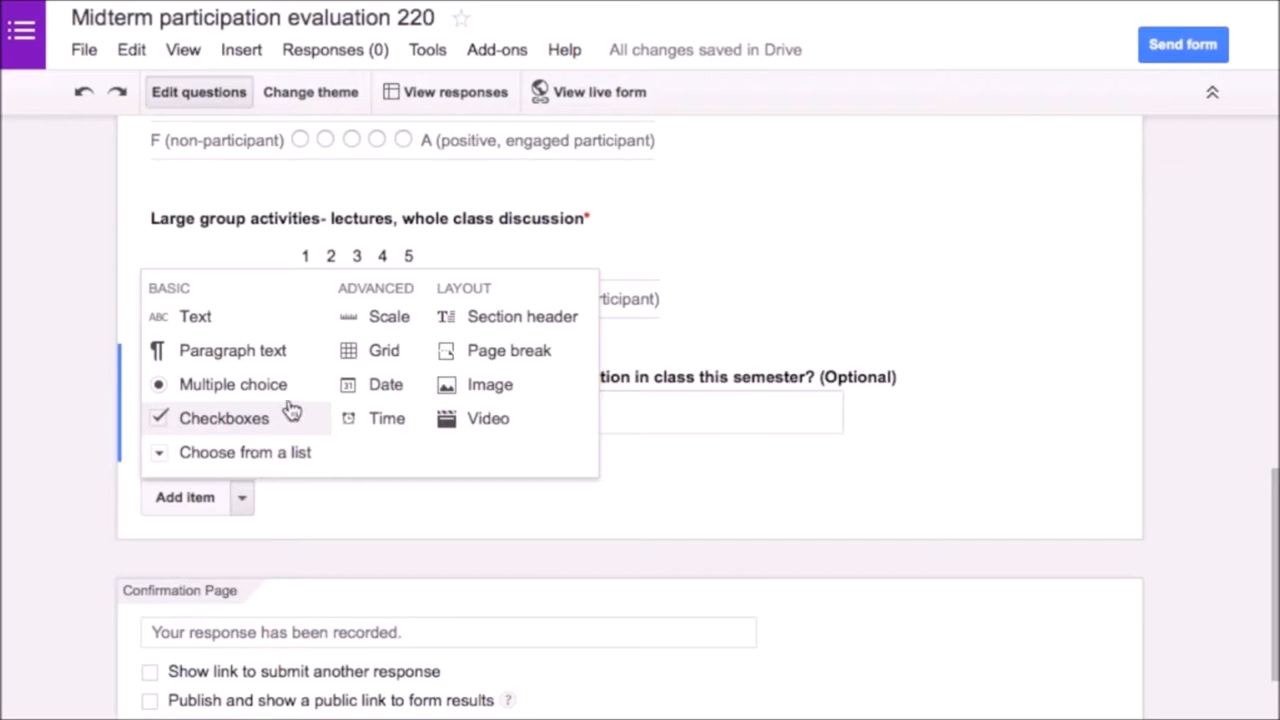 Midterm participation evaluation 220
File Edit View Insert Responses (0) Tools Add-ons Help All changes saved in Drive
Send form
Edit questions Change theme View responses View live form
F (non-participant) A (positive, engaged participant)
Large group activities- lectures, whole class discussion*
1 2 3 4 5
BASIC ADVANCED LAYOUT
ABC Text Scale Section header
Paragraph text Grid Page break
Multiple choice 31 Date Image
Checkboxes Time Video
Choose from a list
ticipant)
tion in class this semester? (Optional)
Add item
Confirmation Page
Your response has been recorded.
Show link to submit another response
Publish and show a public link to form results ?